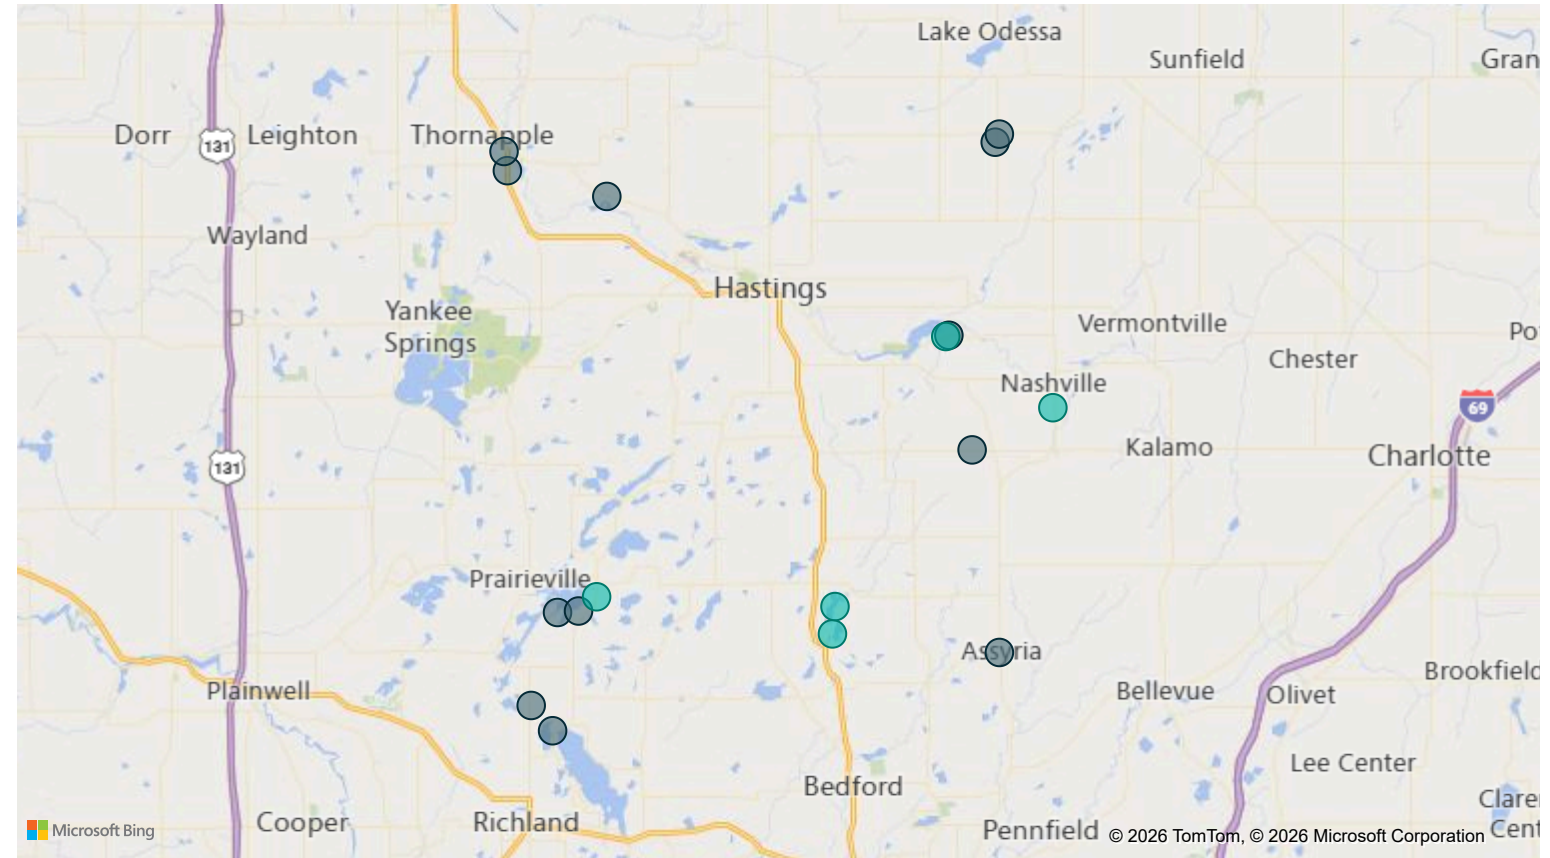 Lake Odessa
Sunfield
Gran
Dorr
131
Leighton
Thornapple
Wayland
Hastings
Yankee
Springs
Vermontville
Po
Chester
Nashville
69
Kalamo
Charlotte
131
Prairieville
Assyria
Brookfield
Plainwell
Bellevue
Olivet
Lee Center
Bedford
Clare
Cent
Cooper
Richland
Pennfield
Microsoft Bing
© 2026 TomTom, © 2026 Microsoft Corporation